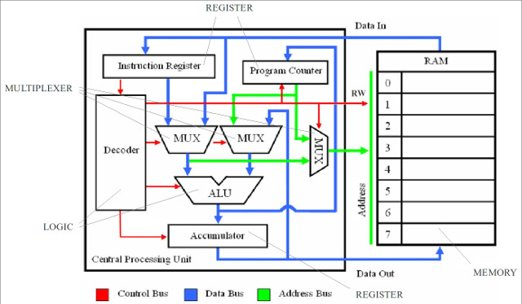 REGISTER
Data In
Instruction Register
Program Counter
RAM
MULTIPLEXER
RW
0
1
2
3
4
5
6
7
MUX
MUX
MUX
Decoder
Address
ALU
LOGIC
Accumulator
Central Processing Unit
MEMORY
REGISTER
Data Out
Control Bus
Data Bus
Address Bus